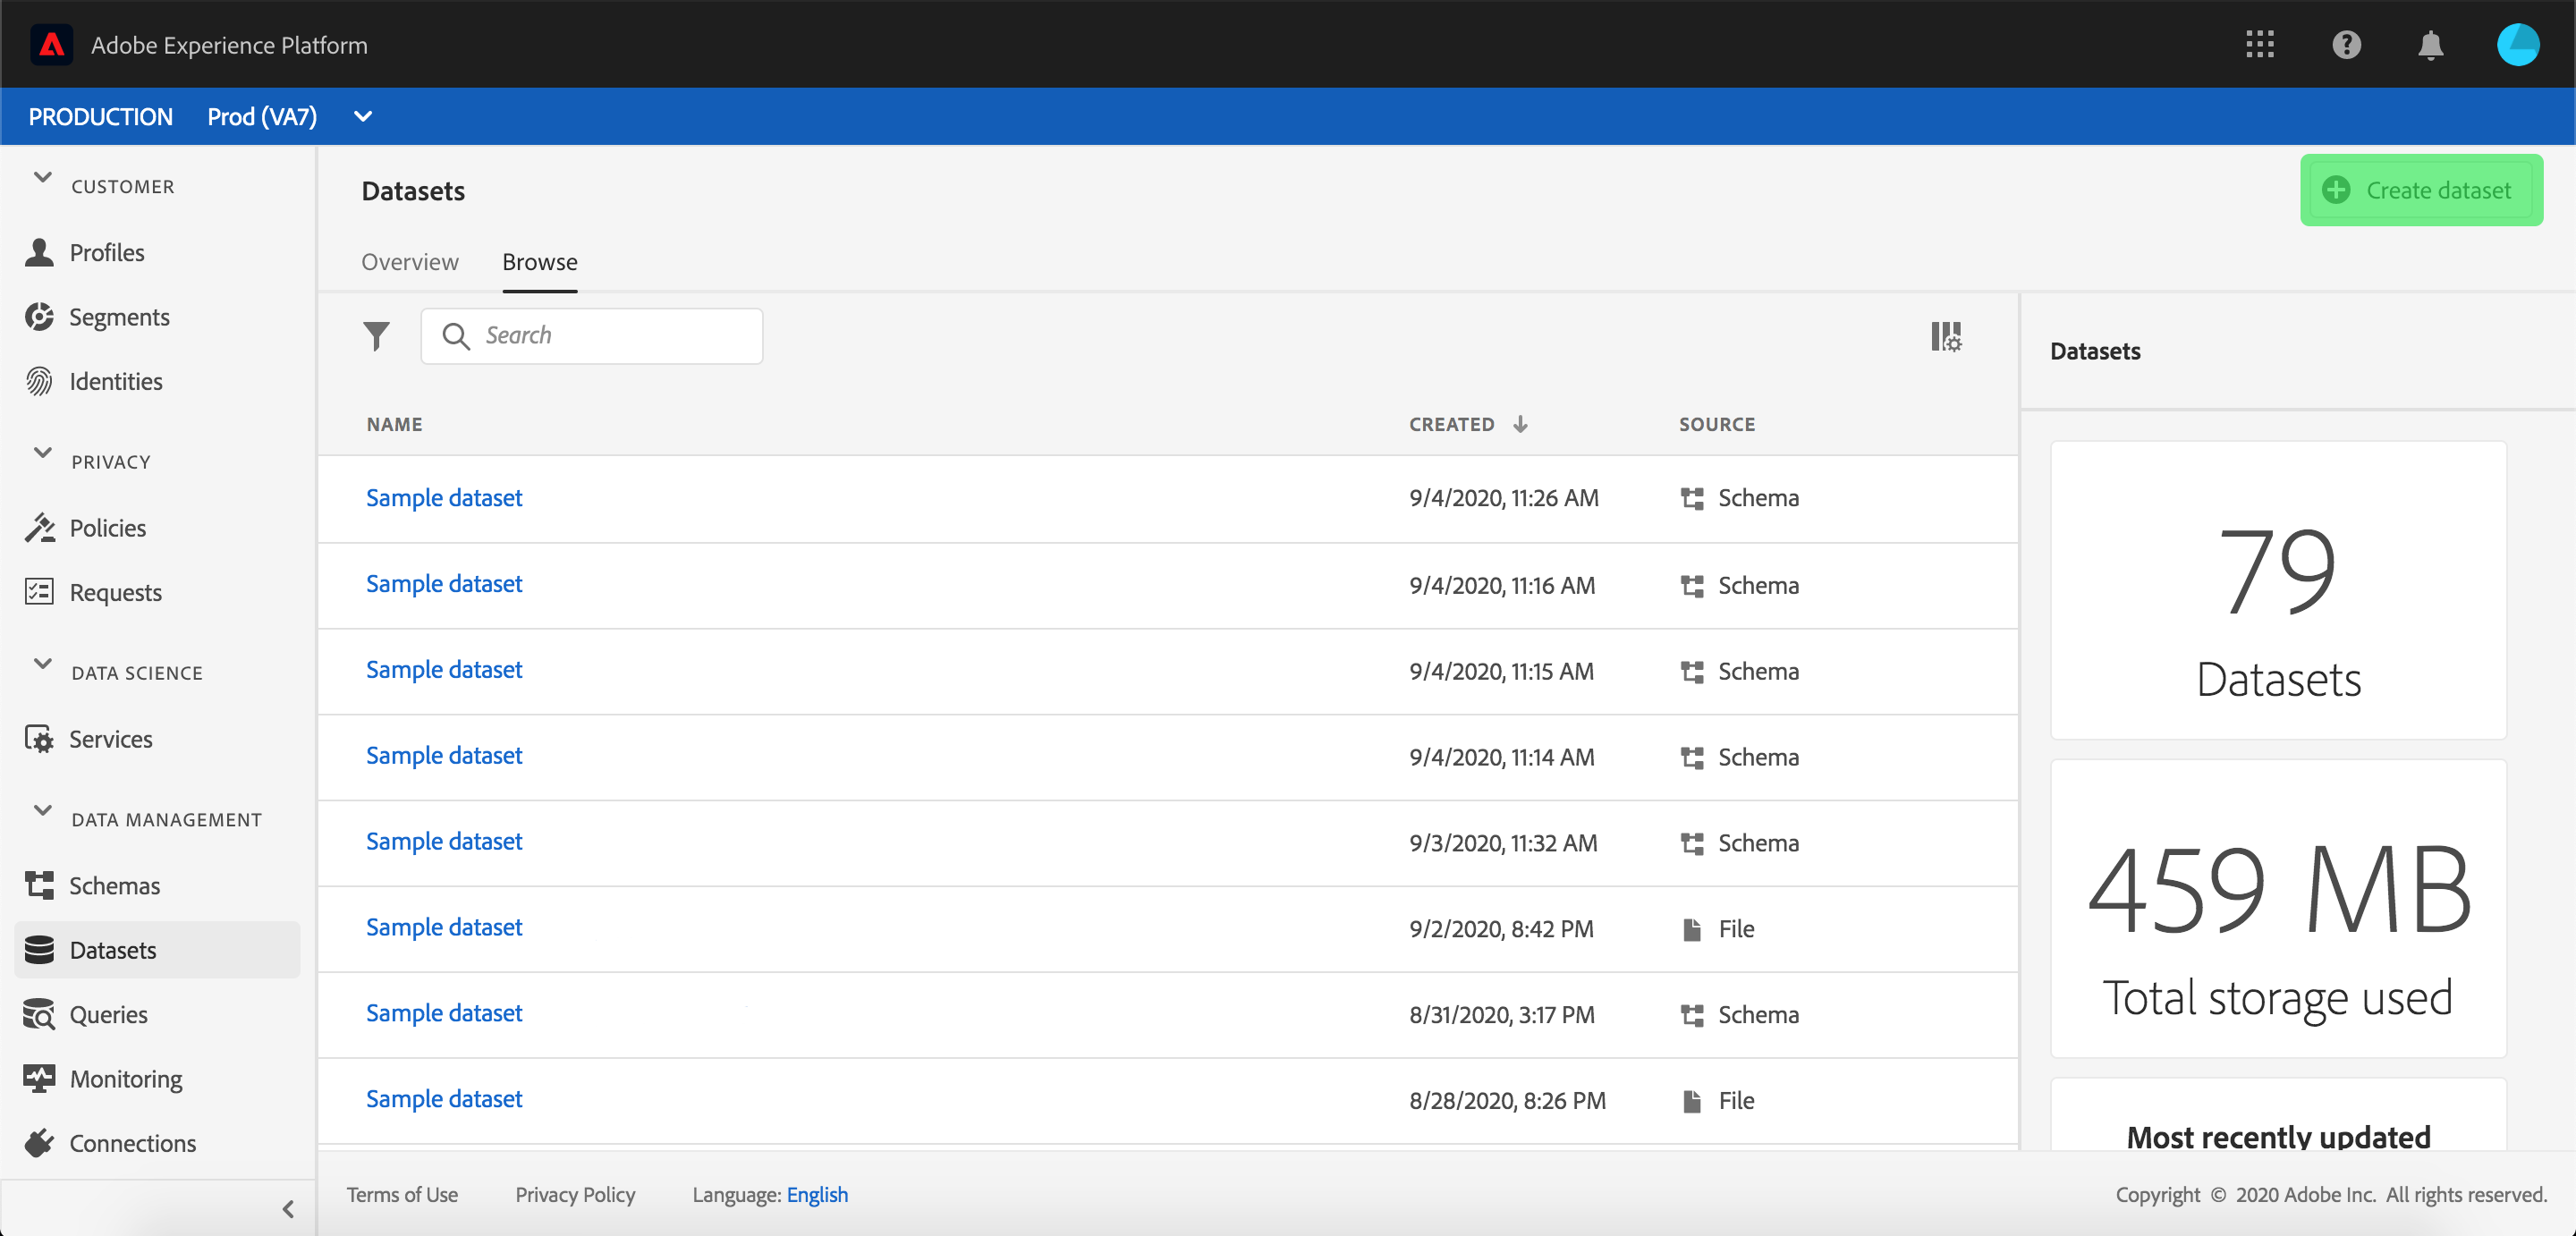 Adobe Experience Platform
PRODUCTION Prod (VA7)
CUSTOMER
Profiles
Segments
Identities
PRIVACY
Policies
Requests
DATA SCIENCE
Services
DATA MANAGEMENT
Schemas
Datasets
Queries
Monitoring
Connections
Datasets
Create dataset
Overview Browse
Search
NAME CREATED SOURCE
Sample dataset 9/4/2020, 11:26 AM Schema
Sample dataset 9/4/2020, 11:16 AM Schema
Sample dataset 9/4/2020, 11:15 AM Schema
Sample dataset 9/4/2020, 11:14 AM Schema
Sample dataset 9/3/2020, 11:32 AM Schema
Sample dataset 9/2/2020, 8:42 PM File
Sample dataset 8/31/2020, 3:17 PM Schema
Sample dataset 8/28/2020, 8:26 PM File
Datasets
79
Datasets
459 MB
Total storage used
Most recently updated
Terms of Use Privacy Policy Language: English
Copyright © 2020 Adobe Inc. All rights reserved.